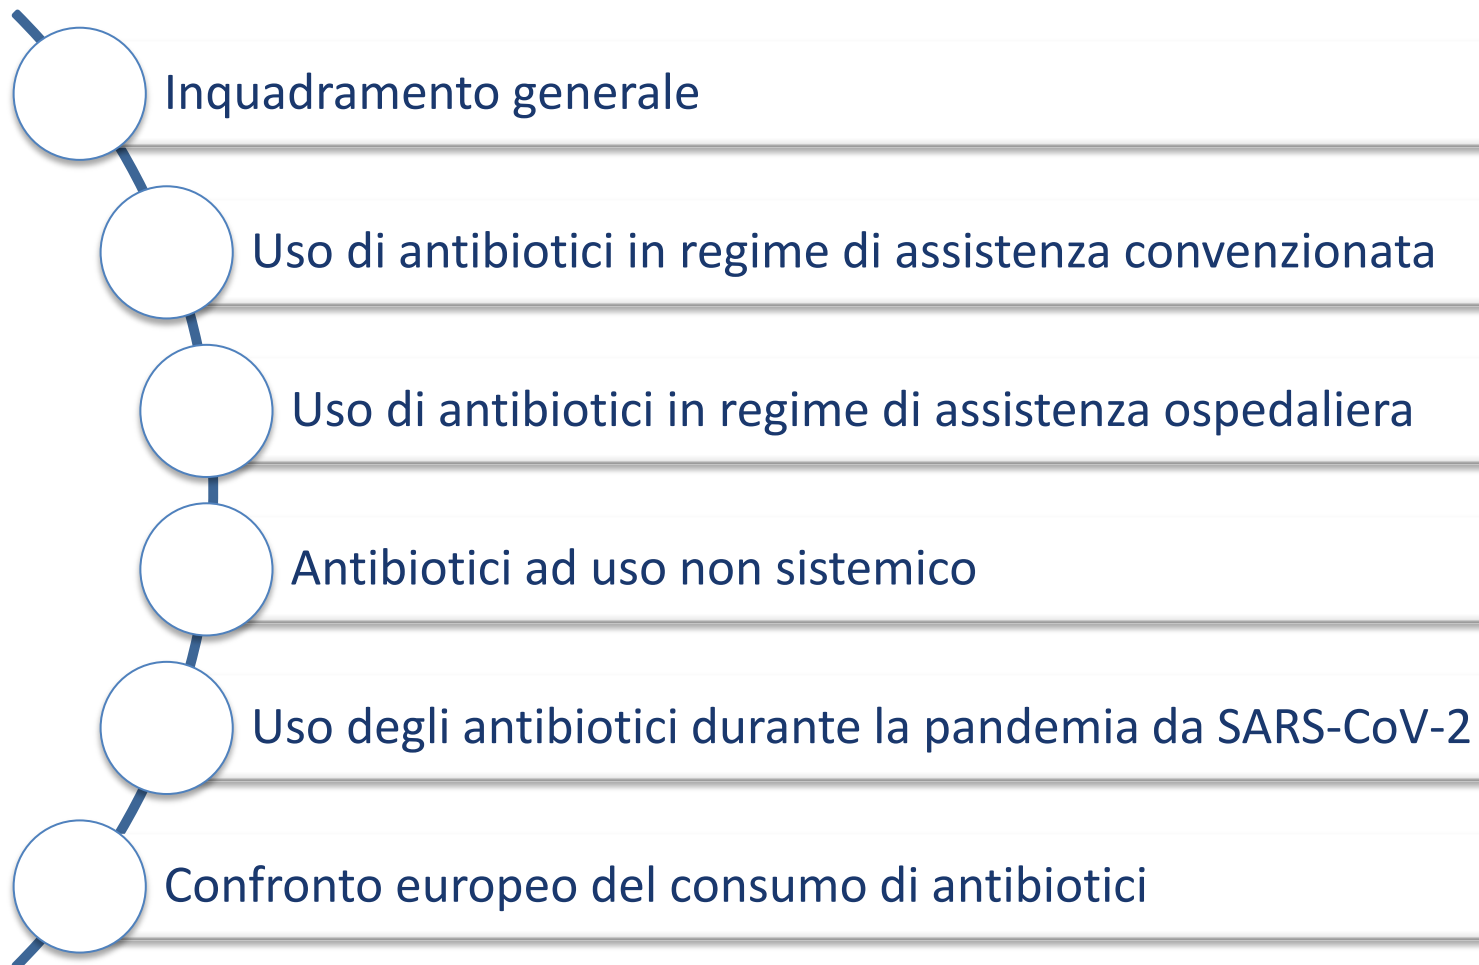 Inquadramento generale
Uso di antibiotici in regime di assistenza convenzionata
Uso di antibiotici in regime di assistenza ospedaliera
Antibiotici ad uso non sistemico
Uso degli antibiotici durante la pandemia da SARS-CoV-2
Confronto europeo del consumo di antibiotici